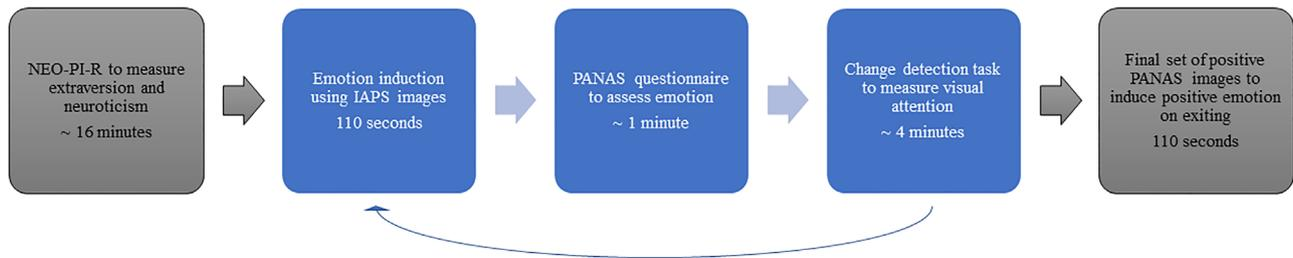 NEO-PI-R to measure
extraversion and
neuroticism
~ 16 minutes
Emotion induction
using IAPS images
110 seconds
PANAS questionnaire
to assess emotion
~ 1 minute
Change detection task
to measure visual
attention
~ 4 minutes
Final set of positive
PANAS images to
induce positive emotion
on exiting
110 seconds